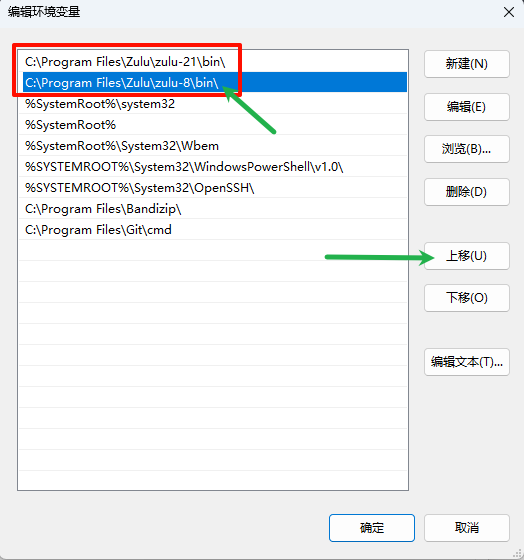 编辑环境变量
C:\Program Files\Zulu\zulu-21\bin\
C:\Program Files\Zulu\zulu-8\bin\
%SystemRoot%\system32
%SystemRoot%
%SystemRoot%\System32\Wbem
%SYSTEMROOT%\System32\WindowsPowerShell\v1.0\
%SYSTEMROOT%\System32\OpenSSH\
C:\Program Files\Bandizip\
C:\Program Files\Git\cmd
新建(N)
编辑(E)
浏览(B)...
删除(D)
上移(U)
下移(O)
编辑文本(T)...
确定
取消